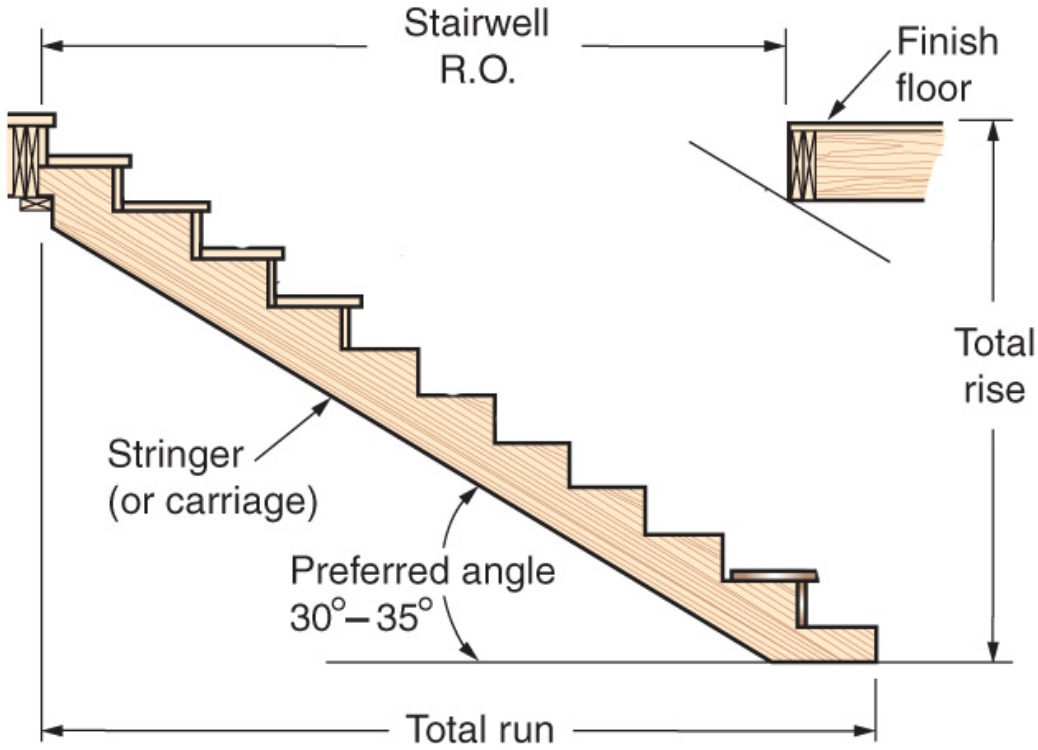 Stairwell
R.O.
Finish
floor
Total
rise
Stringer
(or carriage)
Preferred angle
30°–35°
Total run